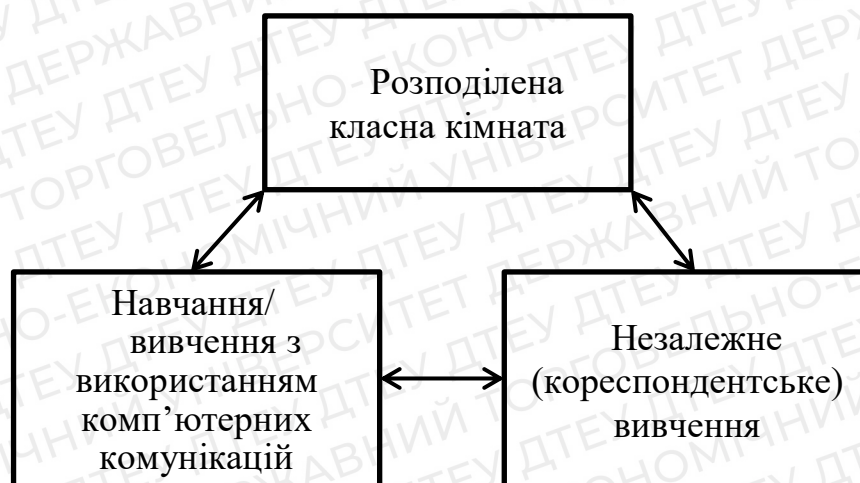 Розподілена
класна кімната
Навчання/
вивчення з
використанням
комп’ютерних
комунікацій
Незалежне
(кореспондентське)
вивчення